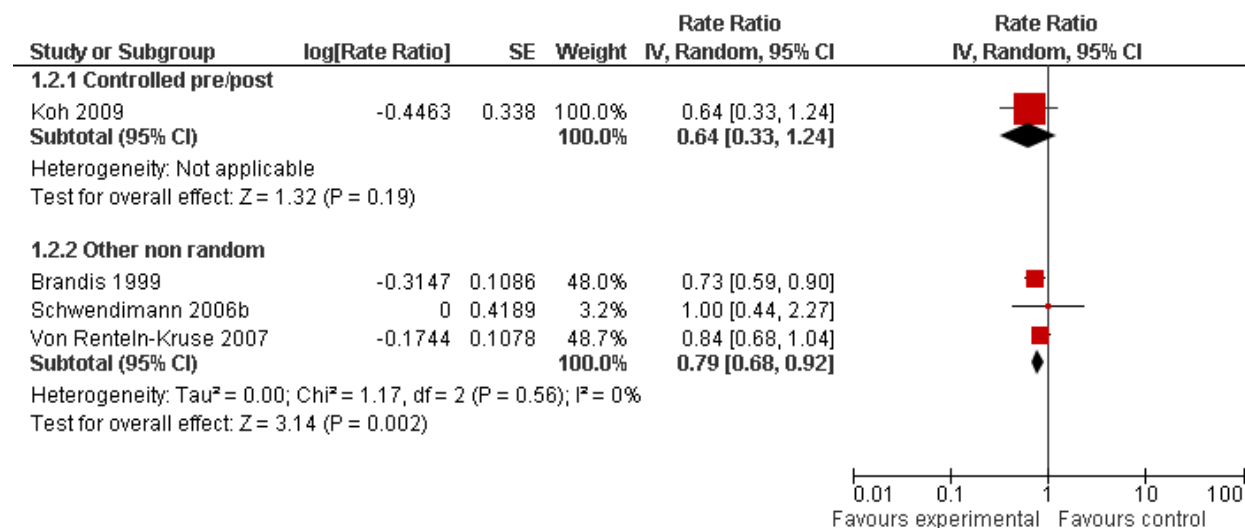 Rate Ratio Rate Ratio
Study or Subgroup log[Rate Ratio] SE Weight IV, Random, 95% CI IV, Random, 95% CI
1.2.1 Controlled pre/post
Koh 2009 -0.4463 0.338 100.0% 0.64 [0.33, 1.24]
Subtotal (95% CI) 100.0% 0.64 [0.33, 1.24]
Heterogeneity: Not applicable
Test for overall effect: Z = 1.32 (P = 0.19)
1.2.2 Other non random
Brandis 1999 -0.3147 0.1086 48.0% 0.73 [0.59, 0.90]
Schwendimann 2006b 0 0.4189 3.2% 1.00 [0.44, 2.27]
Von Renteln-Kruse 2007 -0.1744 0.1078 48.7% 0.84 [0.68, 1.04]
Subtotal (95% CI) 100.0% 0.79 [0.68, 0.92]
Heterogeneity: Tau² = 0.00; Chi² = 1.17, df = 2 (P = 0.56); I² = 0%
Test for overall effect: Z = 3.14 (P = 0.002)
0.01 0.1 1 10 100
Favours experimental Favours control